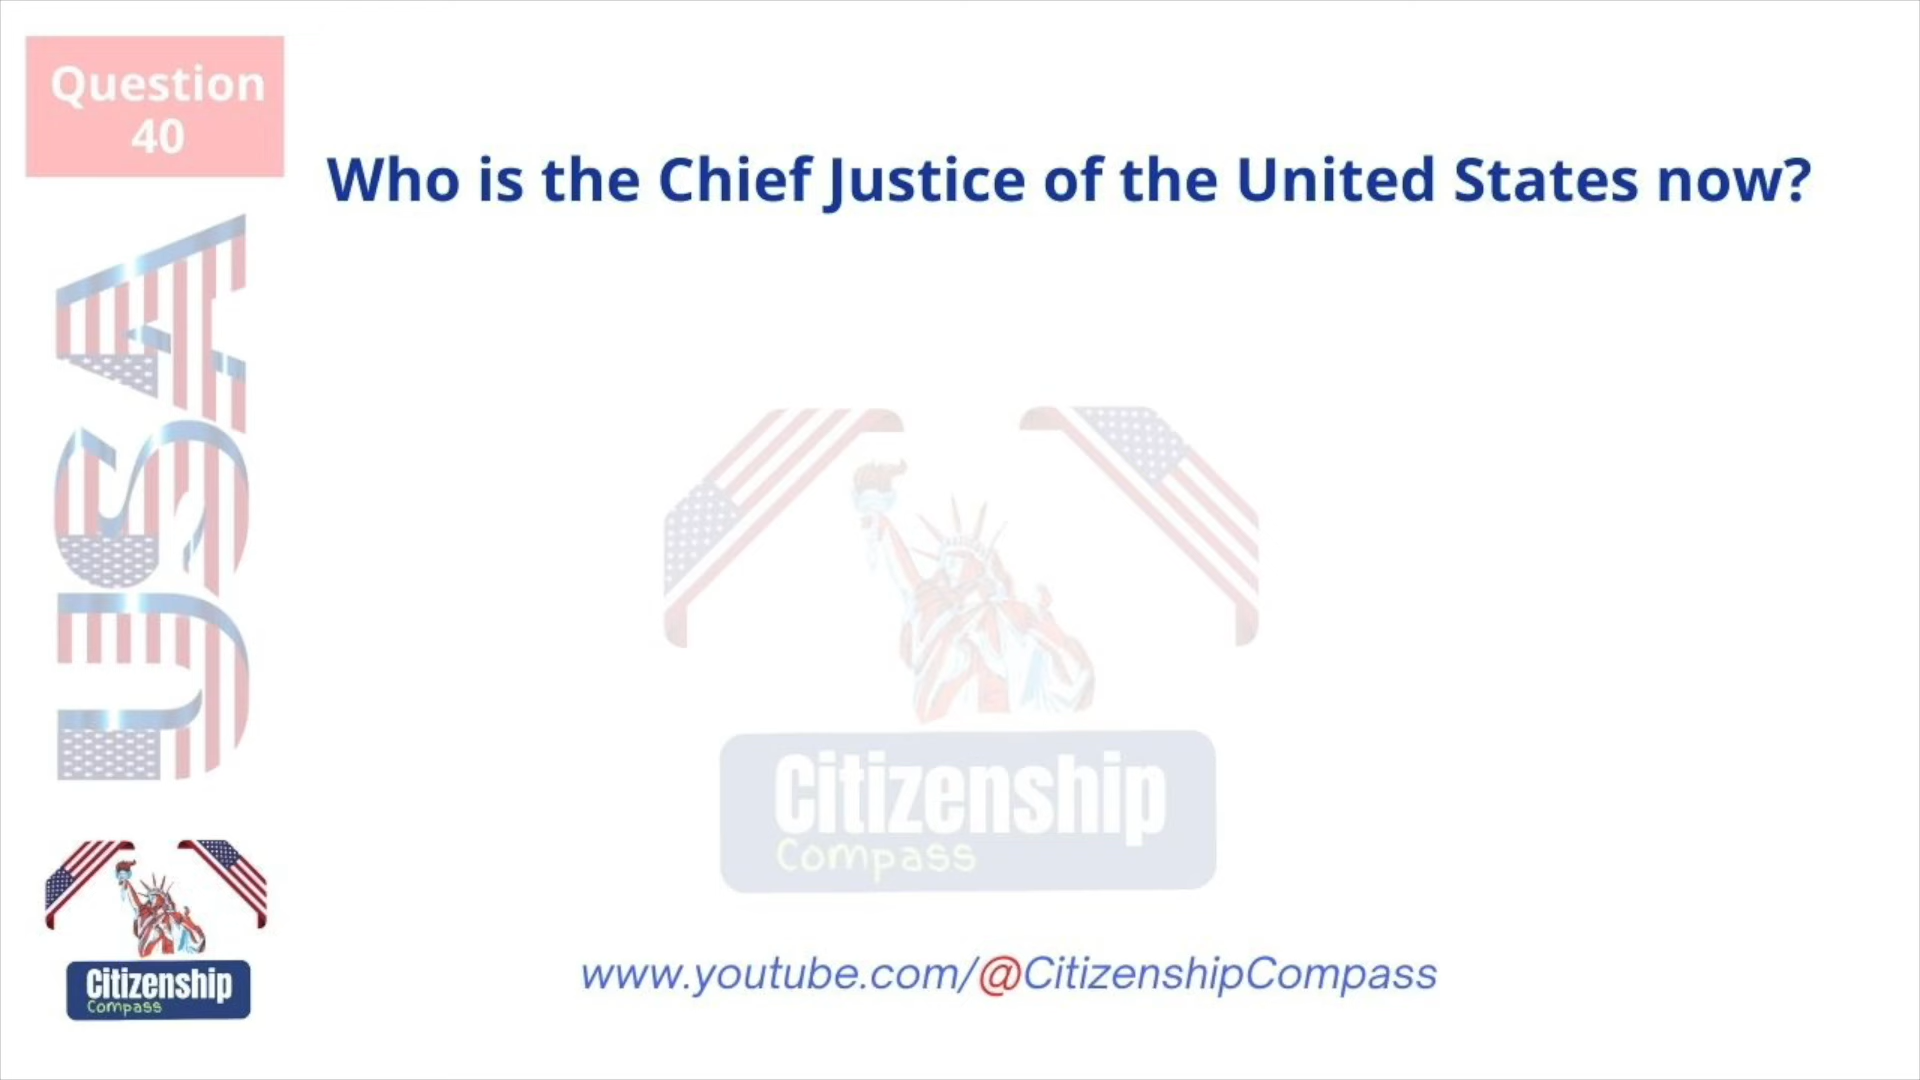 Question
40
Who is the Chief Justice of the United States now?
USA
Citizenship
Compass
Citizenship
Compass
www.youtube.com/@CitizenshipCompass